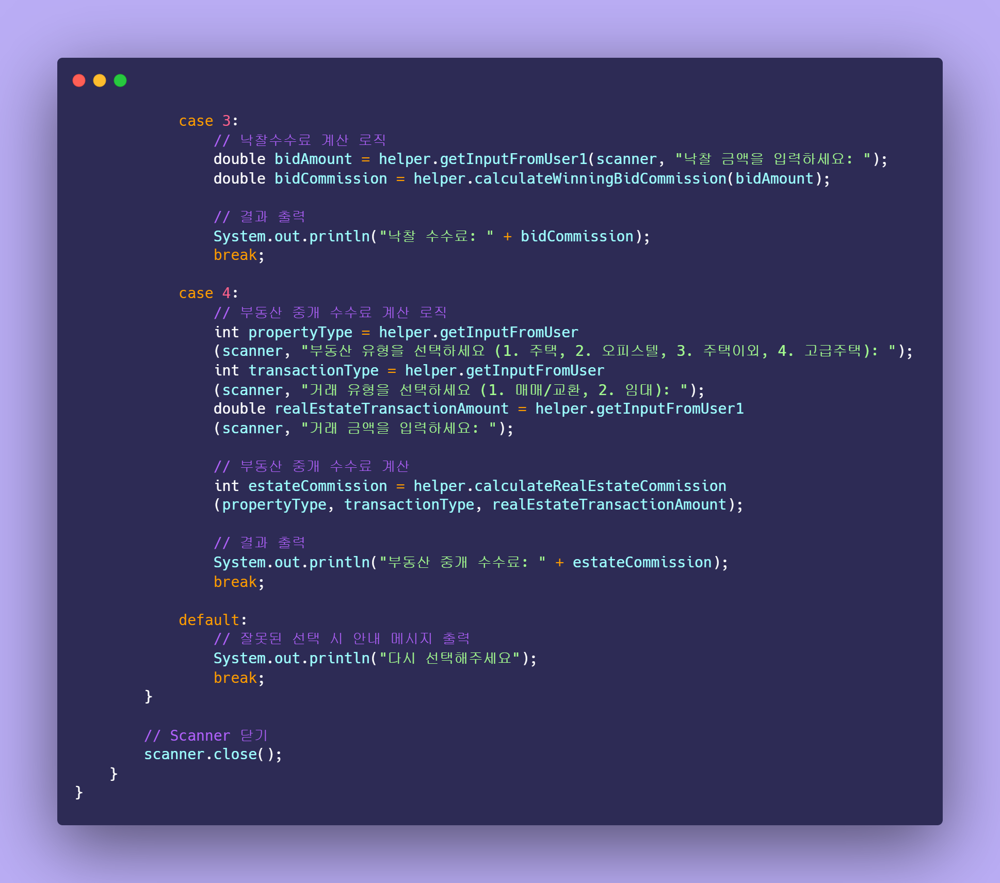 case 3:
// 낙찰수수료 계산 로직
double bidAmount = helper.getInputFromUser1(scanner, "낙찰 금액을 입력하세요: ");
double bidCommission = helper.calculateWinningBidCommission(bidAmount);
// 결과 출력
System.out.println("낙찰 수수료: " + bidCommission);
break;
case 4:
// 부동산 중개 수수료 계산 로직
int propertyType = helper.getInputFromUser
(scanner, "부동산 유형을 선택하세요 (1. 주택, 2. 오피스텔, 3. 주택이외, 4. 고급주택): ");
int transactionType = helper.getInputFromUser
(scanner, "거래 유형을 선택하세요 (1. 매매/교환, 2. 임대): ");
double realEstateTransactionAmount = helper.getInputFromUser1
(scanner, "거래 금액을 입력하세요: ");
// 부동산 중개 수수료 계산
int estateCommission = helper.calculateRealEstateCommission
(propertyType, transactionType, realEstateTransactionAmount);
// 결과 출력
System.out.println("부동산 중개 수수료: " + estateCommission);
break;
default:
// 잘못된 선택 시 안내 메시지 출력
System.out.println("다시 선택해주세요");
break;
}
// Scanner 닫기
scanner.close();
}
}